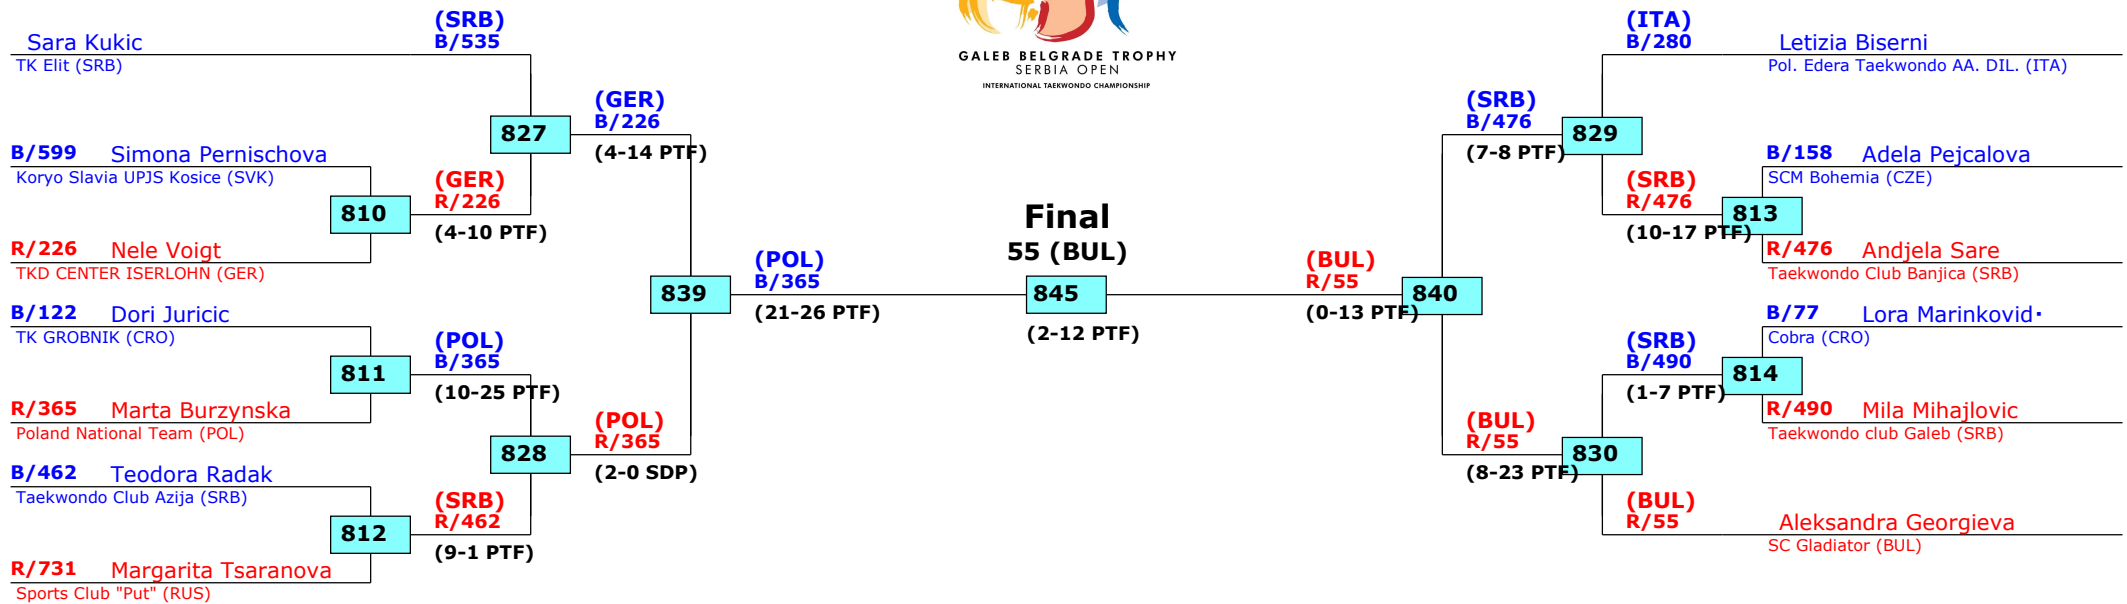 GALEB BELGRADE TROPHY
SERBIA OPEN
INTERNATIONAL TAEKWONDO CHAMPIONSHIP
Sara Kukic
TK Elit (SRB)
(SRB)
B/535
B/599 Simona Pernischova
Koryo Slavia UPJS Kosice (SVK)
810
R/226 Nele Voigt
TKD CENTER ISERLOHN (GER)
(GER)
R/226
(4-10 PTF)
827
(GER)
B/226
(4-14 PTF)
B/122 Dori Juricic
TK GROBNIK (CRO)
811
R/365 Marta Burzynska
Poland National Team (POL)
(POL)
B/365
(10-25 PTF)
B/462 Teodora Radak
Taekwondo Club Azija (SRB)
812
R/731 Margarita Tsaranova
Sports Club "Put" (RUS)
(SRB)
R/462
(9-1 PTF)
828
(POL)
R/365
(2-0 SDP)
839
(POL)
B/365
(21-26 PTF)
Final
55 (BUL)
845
(2-12 PTF)
(BUL)
R/55
(0-13 PTF)
840
(SRB)
B/476
(7-8 PTF)
829
(ITA)
B/280
Letizia Biserni
Pol. Edera Taekwondo AA. DIL. (ITA)
(SRB)
R/476
(10-17 PTF)
813
B/158 Adela Pejcalova
SCM Bohemia (CZE)
R/476 Andjela Sare
Taekwondo Club Banjica (SRB)
(BUL)
R/55
(8-23 PTF)
830
(SRB)
B/490
(1-7 PTF)
814
B/77 Lora Marinkovid·
Cobra (CRO)
R/490 Mila Mihajlovic
Taekwondo club Galeb (SRB)
(BUL)
R/55
Aleksandra Georgieva
SC Gladiator (BUL)